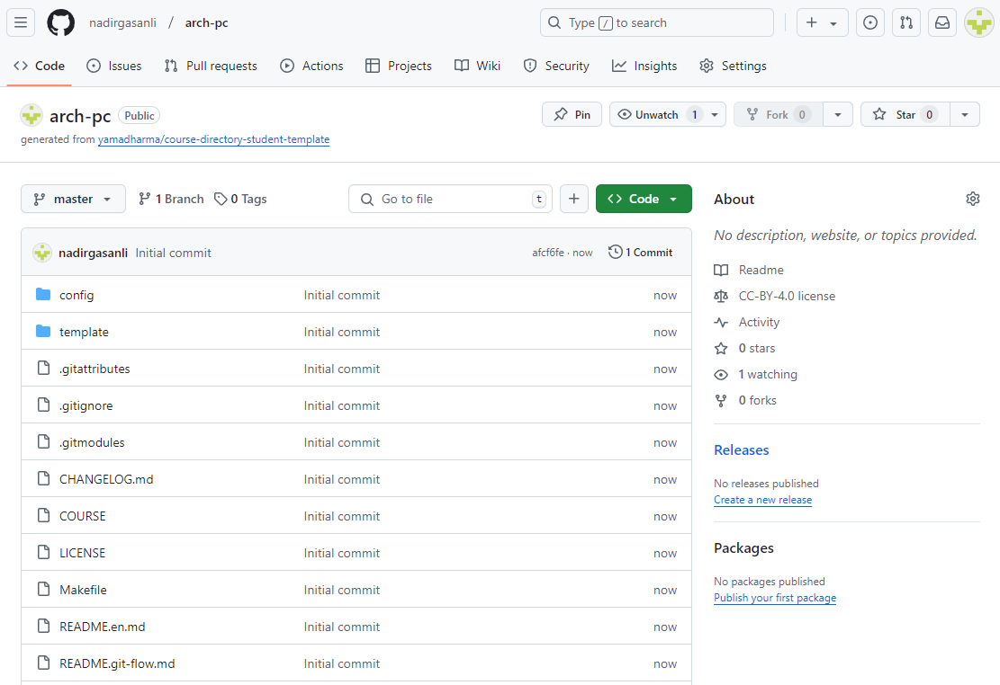 nadirgasanli / arch-pc Type / to search
Code Issues Pull requests Actions Projects Wiki Security Insights Settings
arch-pc Public Pin Unwatch 1 Fork 0 Star 0
generated from yamadharma/course-directory-student-template
master 1 Branch 0 Tags Go to file t Code
nadirgasanli Initial commit afcf6fe · now 1 Commit
config Initial commit now
template Initial commit now
.gitattributes Initial commit now
.gitignore Initial commit now
.gitmodules Initial commit now
CHANGELOG.md Initial commit now
COURSE Initial commit now
LICENSE Initial commit now
Makefile Initial commit now
README.en.md Initial commit now
README.git-flow.md Initial commit now
About
No description, website, or topics provided.
Readme
CC-BY-4.0 license
Activity
0 stars
1 watching
0 forks
Releases
No releases published
Create a new release
Packages
No packages published
Publish your first package